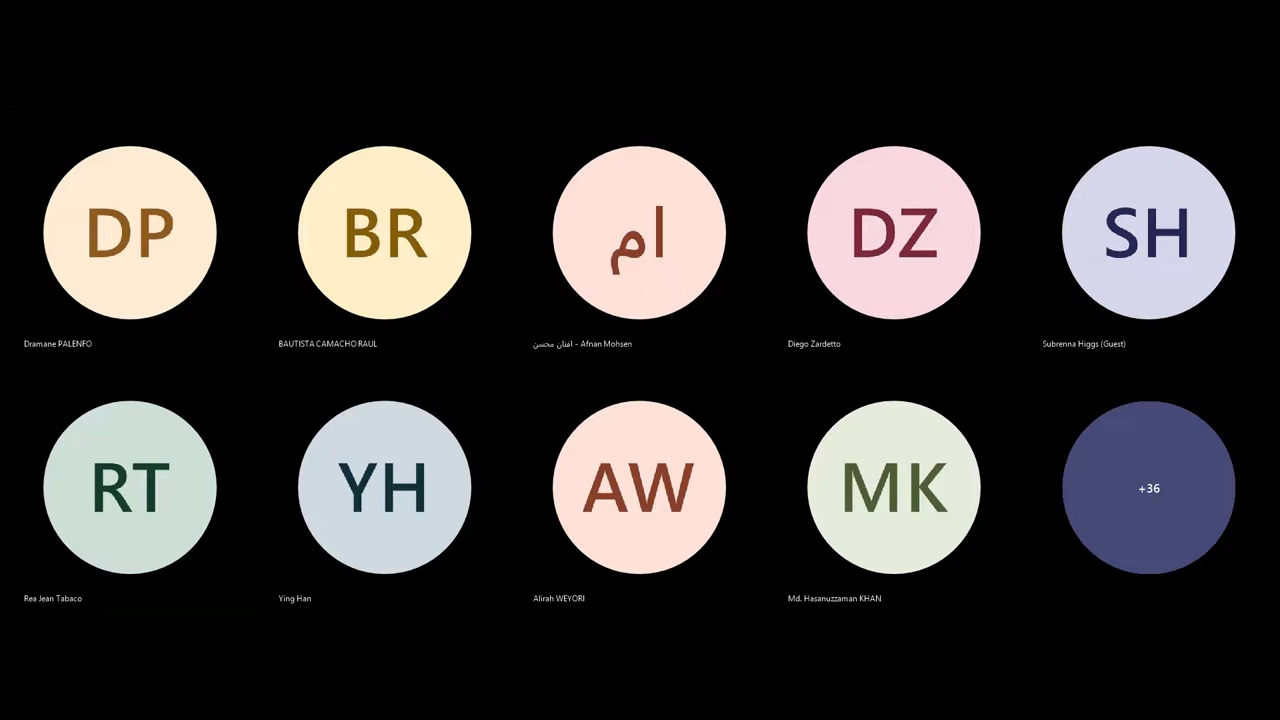 DP
BR
ام
DZ
SH
Dramane PALENFO
BAUTISTA CAMACHO RAUL
افنان محسن - Afnan Mohsen
Diego Zardetto
Subrenna Higgs (Guest)
RT
YH
AW
MK
+36
Rea Jean Tabaco
Ying Han
Alirah WEYORI
Md. Hasanuzzaman KHAN